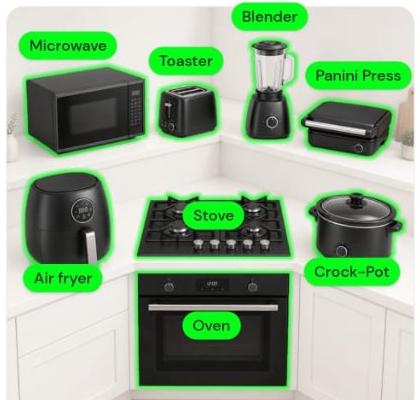 Blender
Microwave
Toaster
Panini Press
Stove
Air fryer
Crock-Pot
Oven